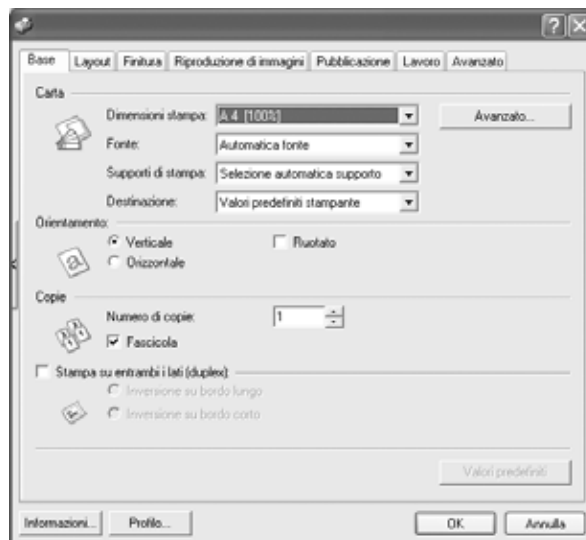 Base Layout Finitura Riproduzione di immagini Pubblicazione Lavoro Avanzato
Carta
Dimensioni stampa: A 4 [100%] Avanzato...
Fonte: Automatica fonte
Supporti di stampa: Selezione automatica supporto
Destinazione: Valori predefiniti stampante
Orientamento:
Verticale Ruotato
Orizzontale
Copie
Numero di copie: 1
Fascicola
Stampa su entrambi i lati (duplex)
Inversione su bordo lungo
Inversione su bordo corto
Valori predefiniti
Informazioni... Profilo... OK Annulla